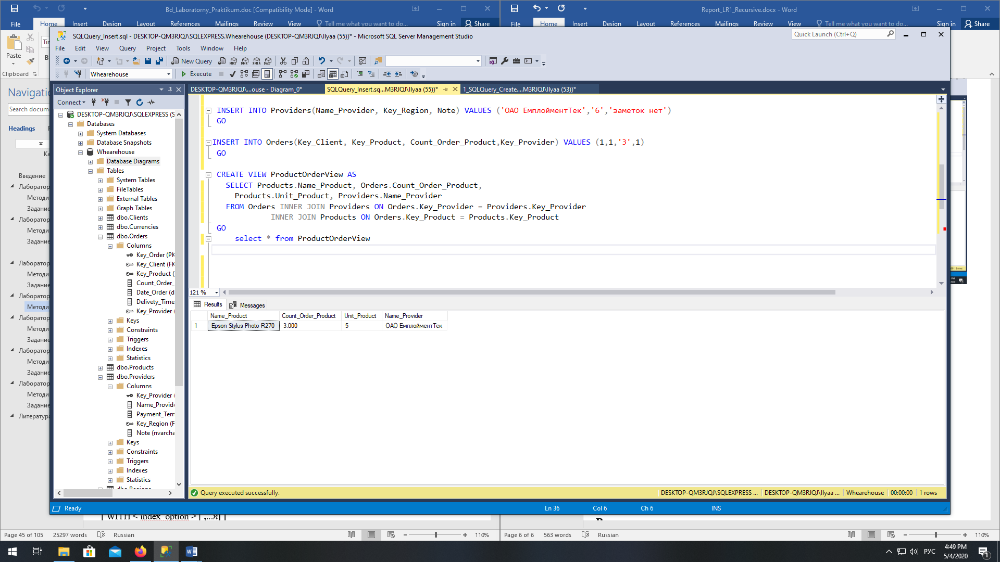 Bd_Laboratorny_Praktikum.doc [Compatibility Mode] - Word
File Home Insert Design Layout References Mailings Review View Tell me what you want to do... Sign in Share
Report_LR1_Recursive.docx - Word
File Home Insert Design Layout References Mailings Review View Tell me what you want to do... Sign in Share
Paste
Clipboard
B
SQLQuery_Insert.sql - DESKTOP-QM3RJQJ\SQLEXPRESS.Whearehouse (DESKTOP-QM3RJQJ\Ilyaa (55))* - Microsoft SQL Server Management Studio
Quick Launch (Ctrl+Q)
File Edit View Query Project Tools Window Help
New Query
MDX DMX XMLA DAX
Whearehouse
Execute
Object Explorer
Connect
DESKTOP-QM3RJQJ\SQLEXPRESS (S
Databases
System Databases
Database Snapshots
Whearehouse
Database Diagrams
Tables
System Tables
FileTables
External Tables
Graph Tables
dbo.Clients
dbo.Currencies
dbo.Orders
Columns
Key_Order (PK
Key_Client (FK
Key_Product (
Count_Order_
Date_Order (d
Delivety_Time
Key_Provider (
Keys
Constraints
Triggers
Indexes
Statistics
dbo.Products
dbo.Providers
Columns
Key_Provider (
Name_Provide
Payment_Tern
Key_Region (F
Note (nvarcha
Keys
Constraints
Triggers
Indexes
Statistics
DESKTOP-QM3RJQJ\...ouse - Diagram_0*
SQLQuery_Insert.sq...M3RJQJ\Ilyaa (55))*
1_SQLQuery_Create....M3RJQJ\Ilyaa (53))*
INSERT INTO Providers(Name_Provider, Key_Region, Note) VALUES ('ОАО ЕмплойментТек','6','заметок нет')
GO
INSERT INTO Orders(Key_Client, Key_Product, Count_Order_Product,Key_Provider) VALUES (1,1,'3',1)
GO
CREATE VIEW ProductOrderView AS
SELECT Products.Name_Product, Orders.Count_Order_Product,
Products.Unit_Product, Providers.Name_Provider
FROM Orders INNER JOIN Providers ON Orders.Key_Provider = Providers.Key_Provider
INNER JOIN Products ON Orders.Key_Product = Products.Key_Product
GO
select * from ProductOrderView
121 %
Results Messages
Name_Product Count_Order_Product Unit_Product Name_Provider
1 Epson Stylus Photo R270 3.000 5 ОАО ЕмплойментТек
Query executed successfully. DESKTOP-QM3RJQJ\SQLEXPRESS ... DESKTOP-QM3RJQJ\Ilyaa ... Whearehouse 00:00:00 1 rows
Ready Ln 36 Col 6 Ch 6 INS
Navigatio
Search docum
Headings
Ка
Введение
Лаборатор
Методи
Задание
Лаборатор
Методи
Задание
Лаборатор
Методи
Задание
Лаборатор
Методи
Лаборатор
Методи
Задание
Лаборатор
Методи
Задание
Лаборатор
Методи
Задание
Литература
[ WITH < index_option > [ ,...n] ]
Page 45 of 105 25297 words Russian 110%
Page 6 of 6 563 words Russian 110%
РУС
4:49 PM
5/4/2020
1